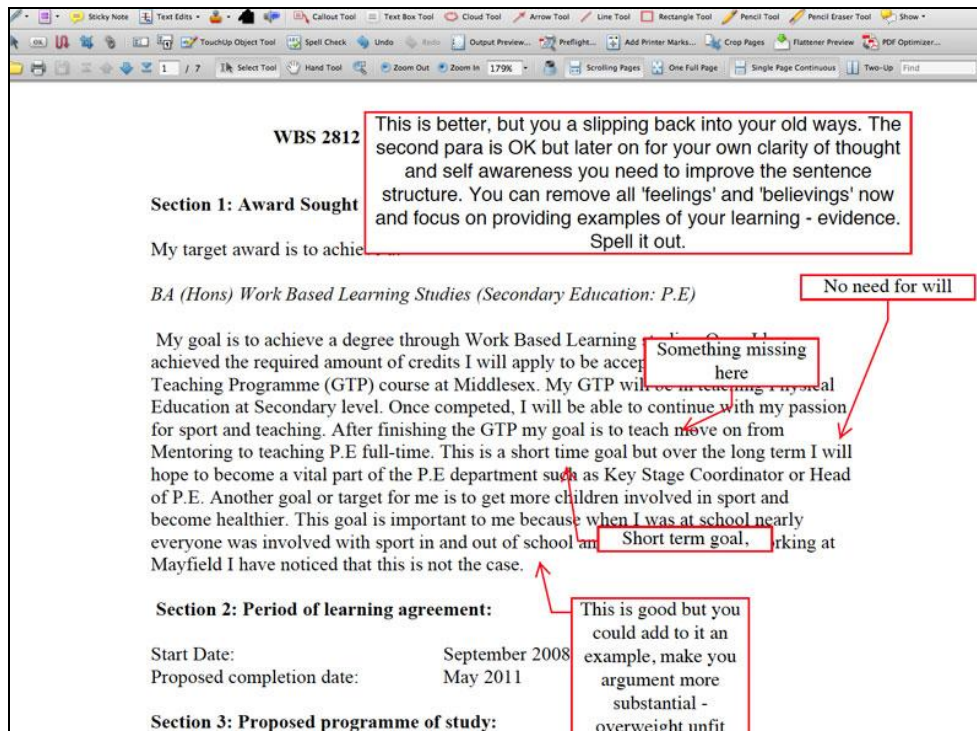 Sticky Note Text Edits Callout Tool Text Box Tool Cloud Tool Arrow Tool Line Tool Rectangle Tool Pencil Tool Pencil Eraser Tool Show
OK TouchUp Object Tool Spell Check Undo Redo Output Preview... Preflight... Add Printer Marks... Crop Pages Flattener Preview PDF Optimizer...
1 / 7 Select Tool Hand Tool Zoom Out Zoom In 179% Scrolling Pages One Full Page Single Page Continuous Two-Up Find
WBS 2812
This is better, but you a slipping back into your old ways. The
second para is OK but later on for your own clarity of thought
and self awareness you need to improve the sentence
structure. You can remove all 'feelings' and 'believings' now
and focus on providing examples of your learning - evidence.
Spell it out.
Section 1: Award Sought
My target award is to achie
BA (Hons) Work Based Learning Studies (Secondary Education: P.E)
No need for will
My goal is to achieve a degree through Work Based Learning
achieved the required amount of credits I will apply to be accep
Something missing
here
Teaching Programme (GTP) course at Middlesex. My GTP wil
Education at Secondary level. Once competed, I will be able to continue with my passion
for sport and teaching. After finishing the GTP my goal is to teach move on from
Mentoring to teaching P.E full-time. This is a short time goal but over the long term I will
hope to become a vital part of the P.E department such as Key Stage Coordinator or Head
of P.E. Another goal or target for me is to get more children involved in sport and
become healthier. This goal is important to me because when I was at school nearly
everyone was involved with sport in and out of school an
Short term goal,
rking at
Mayfield I have noticed that this is not the case.
Section 2: Period of learning agreement:
Start Date: September 2008
Proposed completion date: May 2011
This is good but you
could add to it an
example, make you
argument more
substantial -
overweight unfit
Section 3: Proposed programme of study: